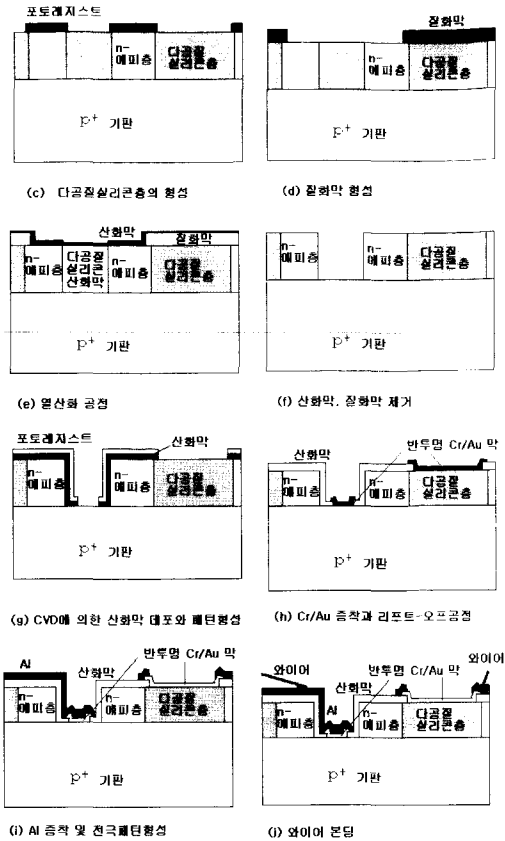 포토레지스트
n-
에피층
다공질
실리콘층
p+ 기판
(c) 다공질실리콘층의 형성
질화막
n-
에피층
다공질
실리콘층
p+ 기판
(d) 질화막 형성
산화막
질화막
n-
에피층
다공질
실리콘
산화막
n-
에피층
다공질
실리콘층
p+ 기판
(e) 열산화 공정
n-
에피층
n-
에피층
다공질
실리콘층
p+ 기판
(f) 산화막, 질화막 제거
포토레지스트
산화막
n-
에피층
n-
에피층
다공질
실리콘층
p+ 기판
(g) CVD에 의한 산화막 데포와 패턴형성
산화막
반투명 Cr/Au 막
n-
에피층
n-
에피층
다공질
실리콘층
p+ 기판
(h) Cr/Au 증착과 리프트-오프공정
Al
산화막
반투명 Cr/Au 막
n-
에피층
n-
에피층
다공질
실리콘층
p+ 기판
(i) Al 증착 및 전극패턴형성
와이어
산화막
반투명 Cr/Au 막
와이어
Al
n-
에피층
n-
에피층
다공질
실리콘층
p+ 기판
(j) 와이어 본딩